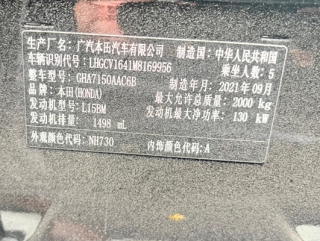 生产厂名：广汽本田汽车有限公司 制造国：中华人民共和国
车辆识别代号：LHGCV1641M8169956 乘坐人数：5
整车型号：GHA7150AAC6B 制造年月：2021年09月
品牌：本田(HONDA) 最大允许总质量：2000 kg
发动机型号：L15BM 发动机最大净功率：130 kW
发动机排量：1498 mL
外观颜色代码：NH730 内饰颜色代码：A